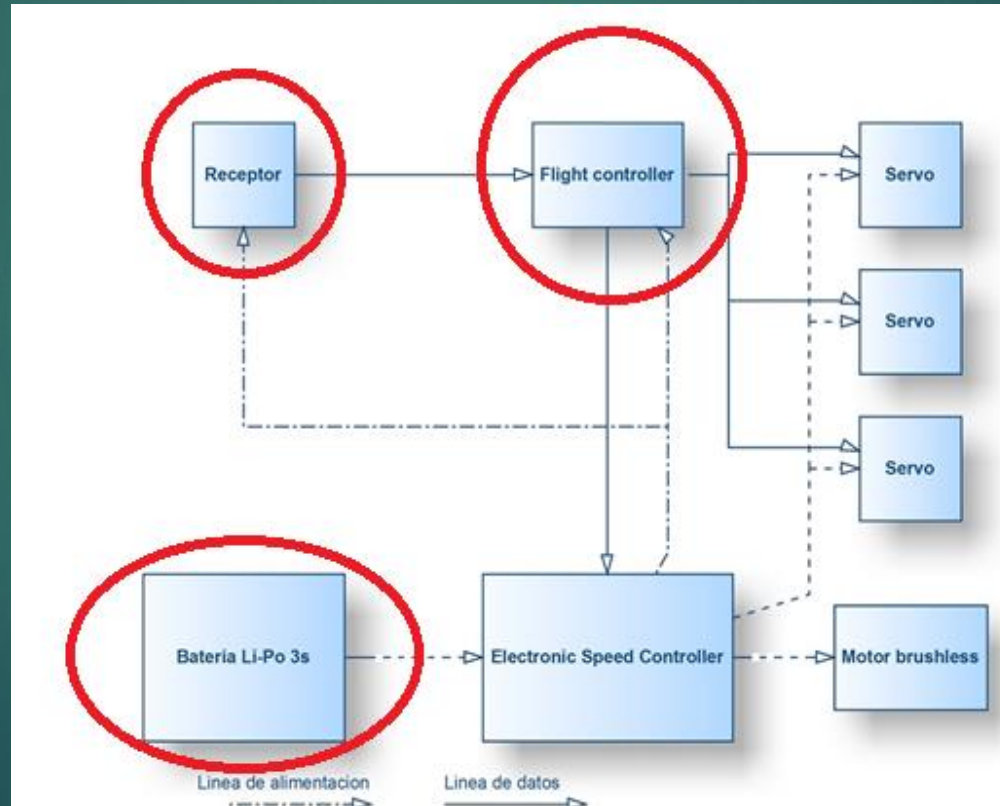 Receptor
Flight controller
Servo
Servo
Servo
Bateria Li-Po 3s
Electronic Speed Controller
Motor brushless
Linea de alimentacion
Linea de datos